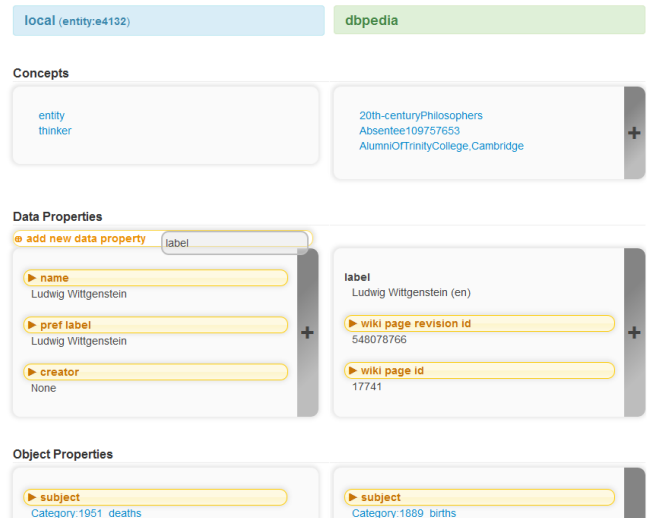 local (entity:e4132)
dbpedia
Concepts
entity
thinker
20th-centuryPhilosophers
Absentee109757653
AlumniOfTrinityCollege,Cambridge
+
Data Properties
add new data property
label
name
Ludwig Wittgenstein
pref label
Ludwig Wittgenstein
creator
None
+
label
Ludwig Wittgenstein (en)
wiki page revision id
548078766
wiki page id
17741
+
Object Properties
subject
Category:1951_deaths
subject
Category:1889_births